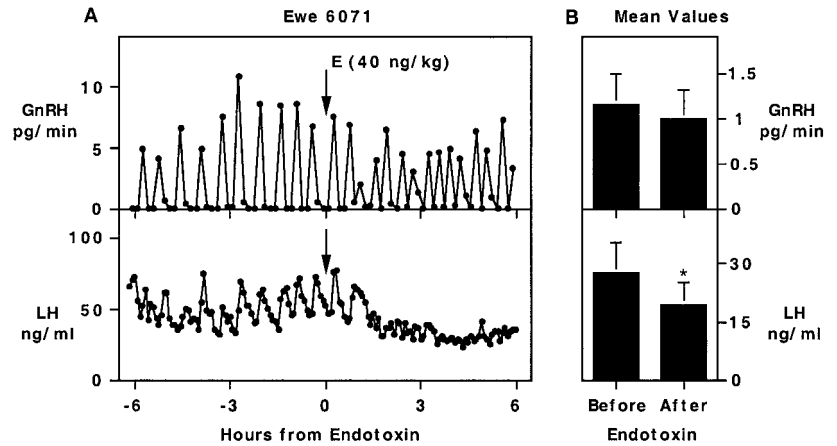 A
Ewe 6071
B
Mean Values
E (40 ng/kg)
GnRH
pg/min
10
5
0
1.5
1
0.5
0
GnRH
pg/min
LH
ng/ml
100
50
0
*
30
15
0
LH
ng/ml
-6
-3
0
3
6
Before
After
Hours from Endotoxin
Endotoxin